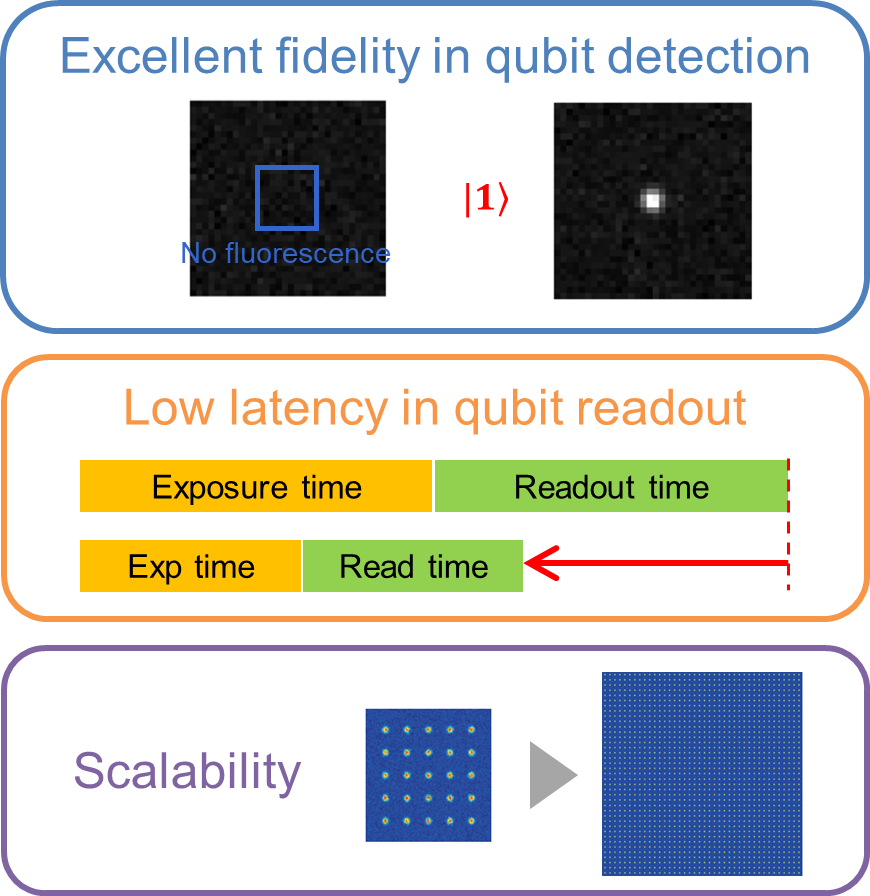 Excellent fidelity in qubit detection
No fluorescence
|1⟩
Low latency in qubit readout
Exposure time
Readout time
Exp time
Read time
Scalability